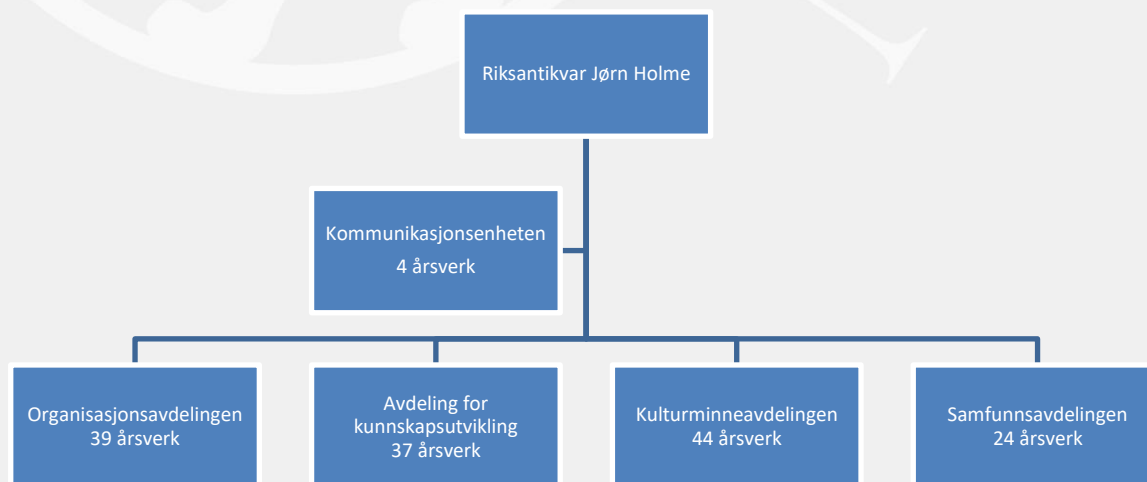 Riksantikvar Jørn Holme
Kommunikasjonsenheten
4 årsverk
Organisasjonsavdelingen
39 årsverk
Avdeling for
kunnskapsutvikling
37 årsverk
Kulturminneavdelingen
44 årsverk
Samfunnsavdelingen
24 årsverk